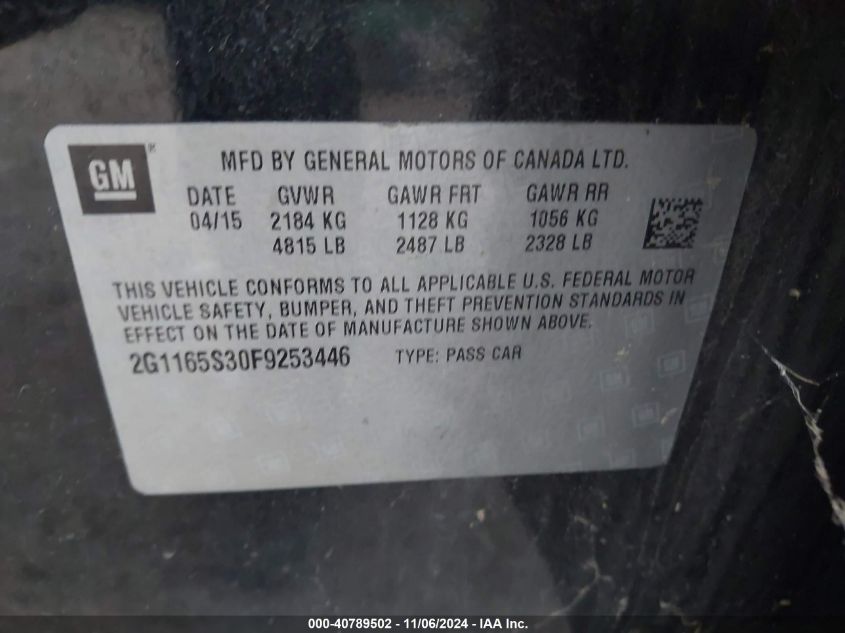 GM
MFD BY GENERAL MOTORS OF CANADA LTD.
DATE GVWR GAWR FRT GAWR RR
04/15 2184 KG 1128 KG 1056 KG
4815 LB 2487 LB 2328 LB
THIS VEHICLE CONFORMS TO ALL APPLICABLE U.S. FEDERAL MOTOR
VEHICLE SAFETY, BUMPER, AND THEFT PREVENTION STANDARDS IN
EFFECT ON THE DATE OF MANUFACTURE SHOWN ABOVE.
2G1165S30F9253446 TYPE: PASS CAR
000-40789502 - 11/06/2024 - IAA Inc.